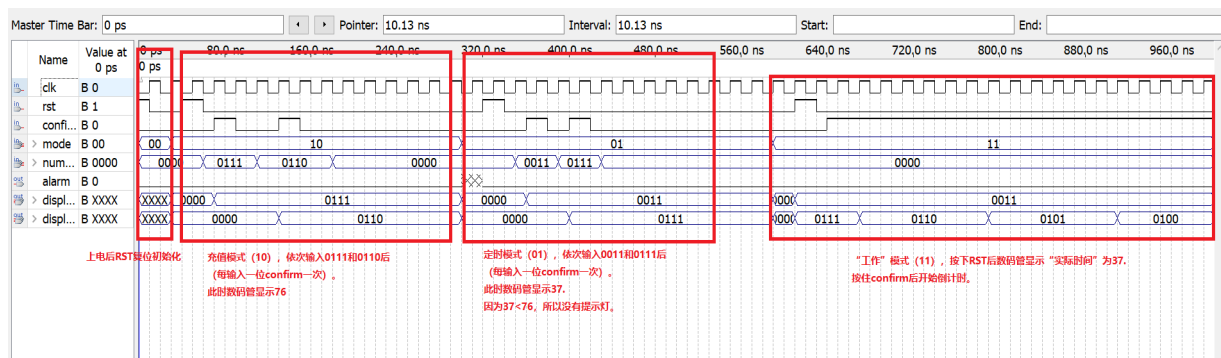 Master Time Bar: 0 ps Pointer: 10.13 ns Interval: 10.13 ns Start: End:
Name Value at 0 ps
0 ps 80.0 ns 160.0 ns 240.0 ns 320.0 ns 400.0 ns 480.0 ns 560.0 ns 640.0 ns 720.0 ns 800.0 ns 880.0 ns 960.0 ns
0 ps
clk B 0
rst B 1
confi... B 0
mode B 00 00 10 01 11
num... B 0000 0000 0111 0110 0000 0011 0111 0000
alarm B 0
displ... B XXXX XXXX 0000 0111 0000 0011 0011
displ... B XXXX XXXX 0000 0110 0000 0111 0111 0110 0101 0100
上电后RST复位初始化
充值模式（10），依次输入0111和0110后
（每输入一位confirm一次）。
此时数码管显示76
定时模式（01），依次输入0011和0111后
（每输入一位confirm一次）。
此时数码管显示37.
因为37<76，所以没有提示灯。
“工作”模式（11），按下RST后数码管显示“实际时间”为37.
按住confirm后开始倒计时。